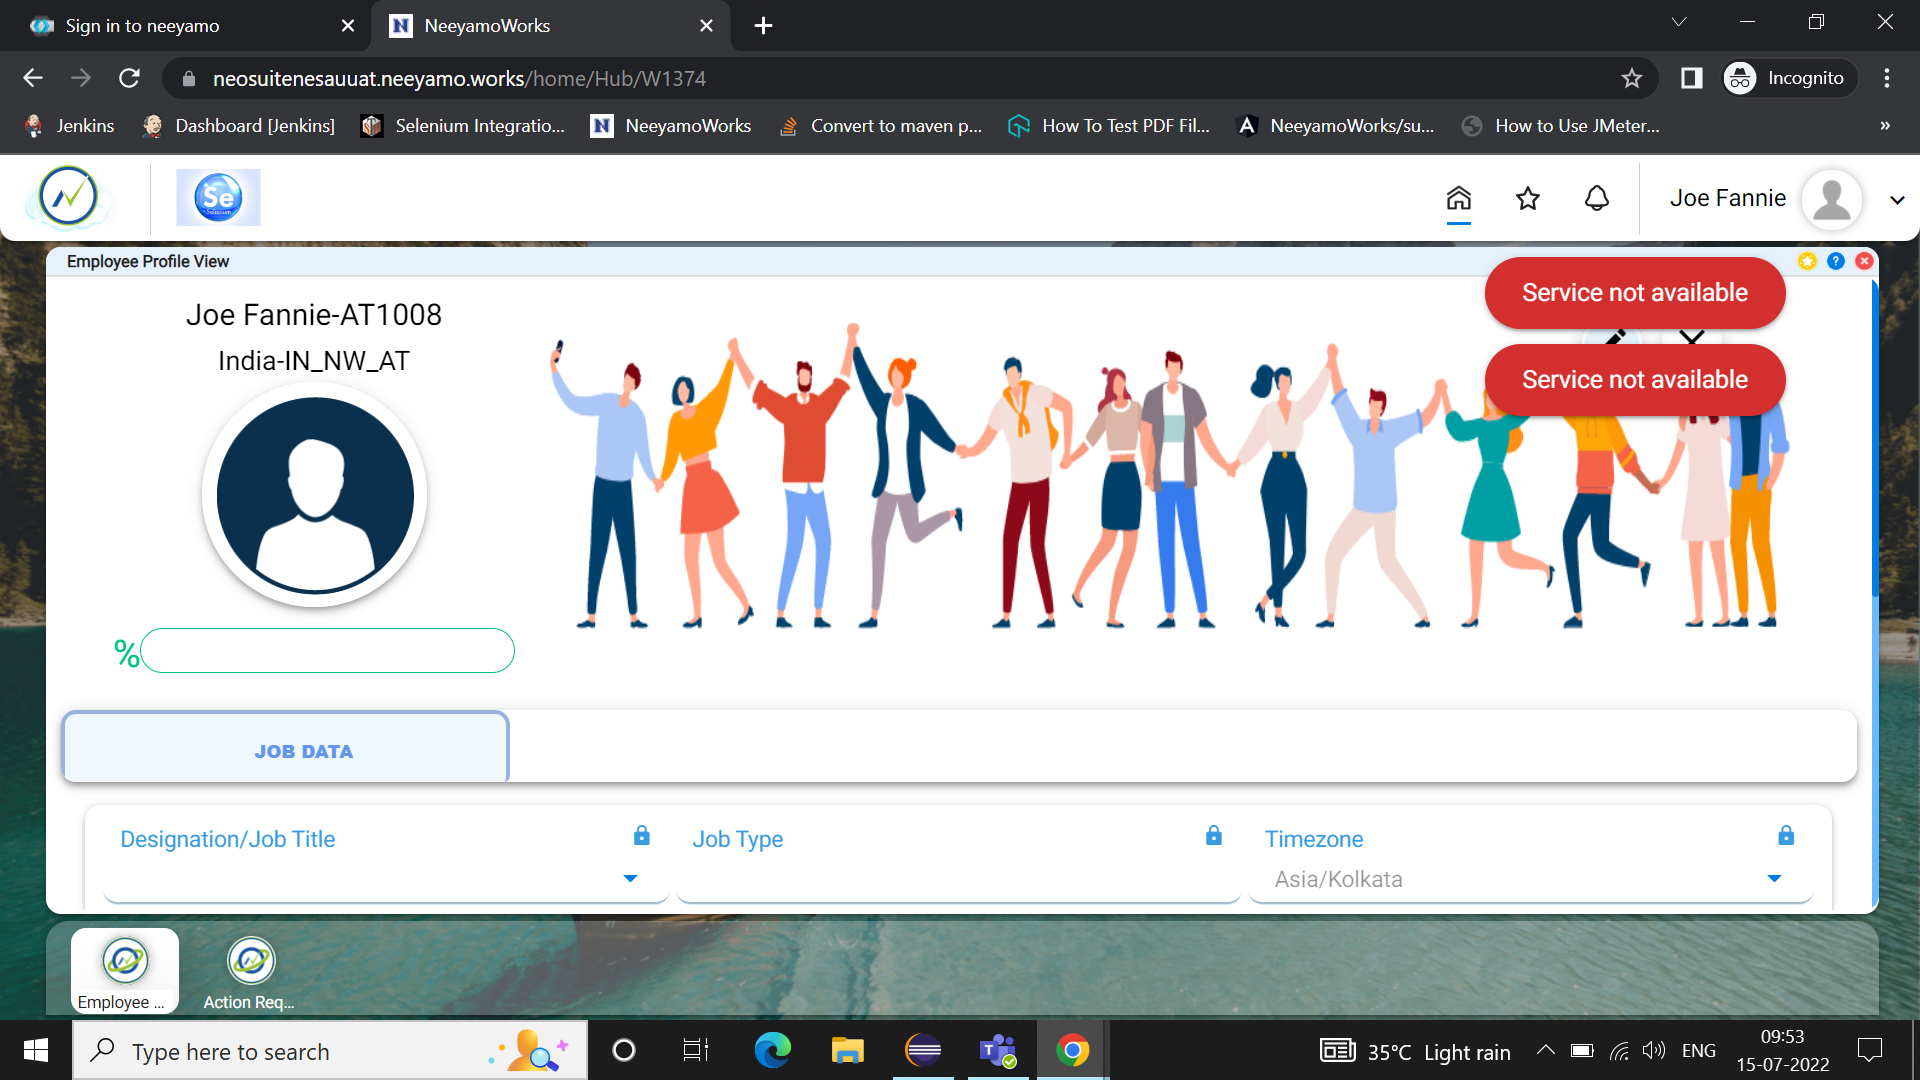 Sign in to neeyamo
NeeyamoWorks
neosuitenesauuat.neeyamo.works/home/Hub/W1374
Incognito
Jenkins
Dashboard [Jenkins]
Selenium Integratio...
NeeyamoWorks
Convert to maven p...
How To Test PDF Fil...
NeeyamoWorks/su...
How to Use JMeter...
»
Se
Joe Fannie
Employee Profile View
Service not available
Joe Fannie-AT1008
India-IN_NW_AT
Service not available
%
JOB DATA
Designation/Job Title
Job Type
Timezone
Asia/Kolkata
Employee ...
Action Req...
Type here to search
35°C Light rain
ENG
09:53
15-07-2022